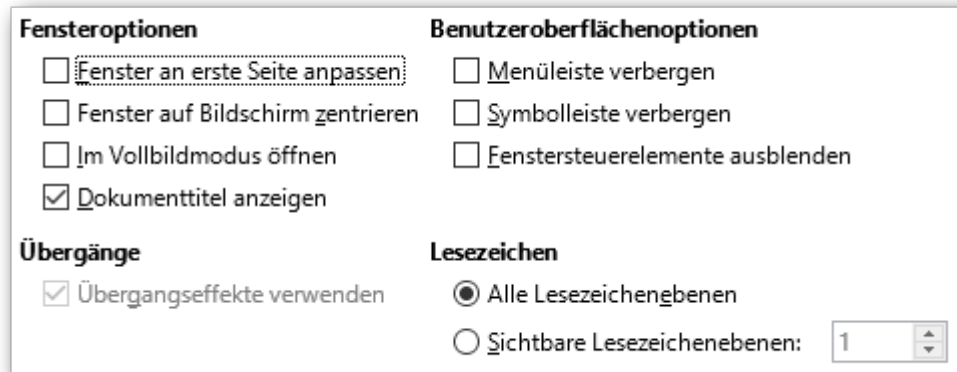 Fensteroptionen
Fenster an erste Seite anpassen
Fenster auf Bildschirm zentrieren
Im Vollbildmodus öffnen
Dokumenttitel anzeigen
Benutzeroberflächenoptionen
Menüleiste verbergen
Symbolleiste verbergen
Fenstersteuerelemente ausblenden
Übergänge
Übergangseffekte verwenden
Lesezeichen
Alle Lesezeichenebenen
Sichtbare Lesezeichenebenen: 1